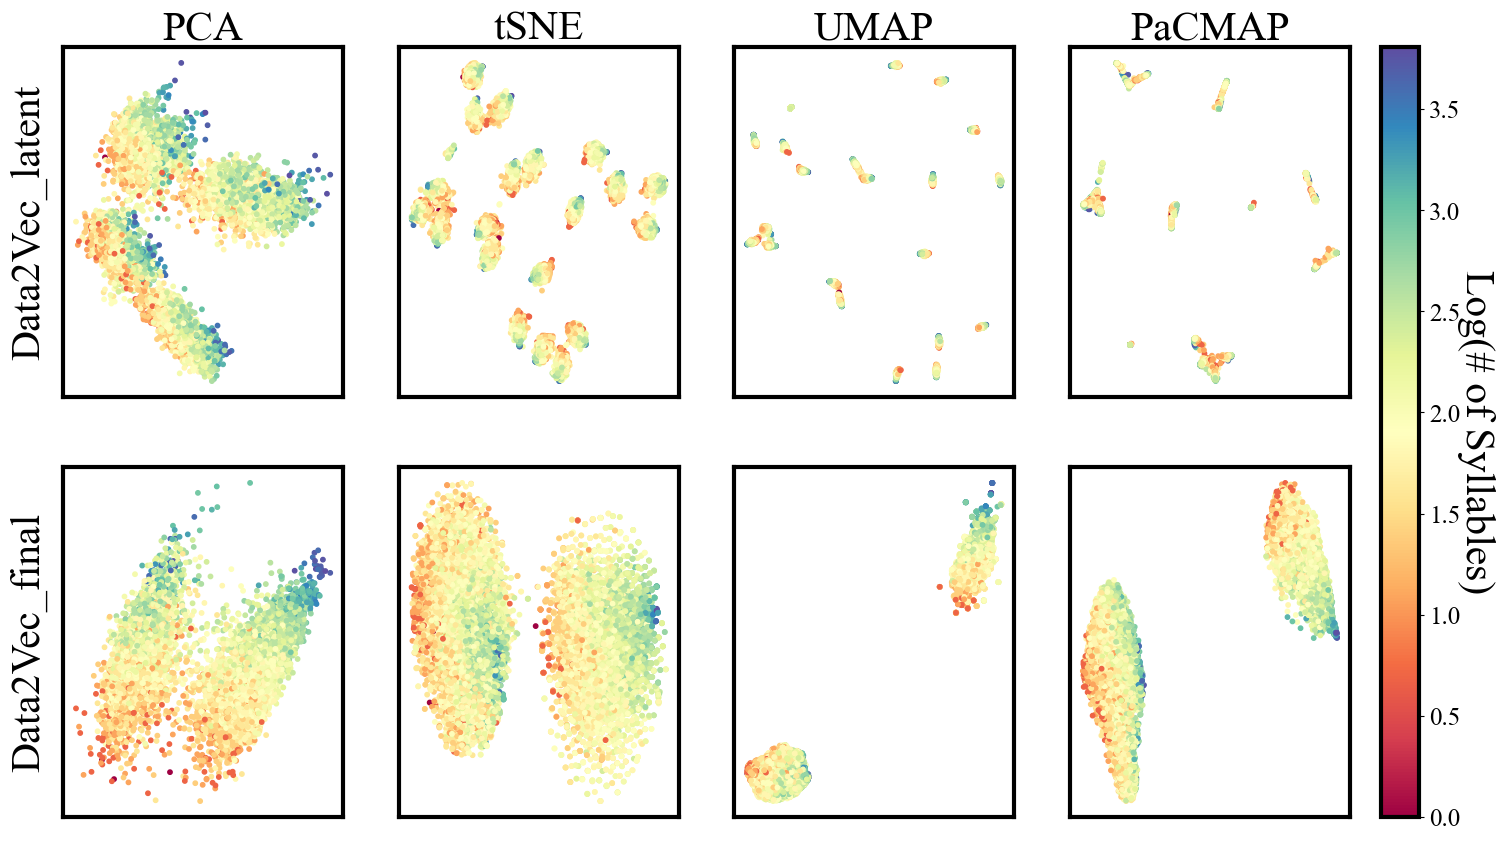 PCA
tSNE
UMAP
PaCMAP
Data2Vec_latent
Data2Vec_final
3.5
3.0
2.5
2.0
1.5
1.0
0.5
0.0
Log(# of Syllables)